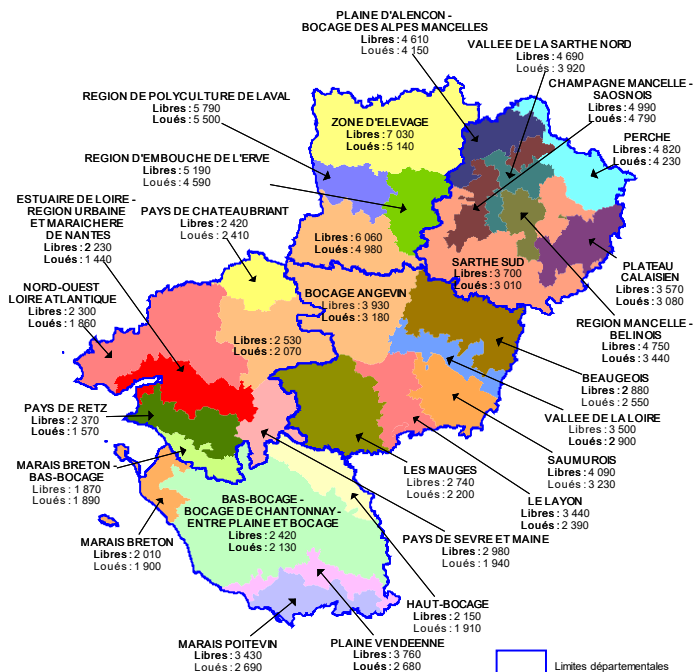 PLAINE D'ALENCON -
BOCAGE DES ALPES MANCELLES
Libres : 4 610
Loués : 4 150
VALLEE DE LA SARTHE NORD
Libres : 4 690
Loués : 3 920
CHAMPAGNE MANCELLE -
SAOSNOIS
Libres : 4 990
Loués : 4 790
REGION DE POLYCULTURE DE LAVAL
Libres : 5 790
Loués : 5 500
ZONE D'ELEVAGE
Libres : 7 030
Loués : 5 140
PERCHE
Libres : 4 820
Loués : 4 230
REGION D'EMBOUCHE DE L'ERVE
Libres : 5 190
Loués : 4 590
ESTUAIRE DE LOIRE -
REGION URBAINE
ET MARAICHERE
DE NANTES
Libres : 2 230
Loués : 1 440
PAYS DE CHATEAUBRIANT
Libres : 2 420
Loués : 2 410
Libres : 6 060
Loués : 4 980
SARTHE SUD
Libres : 3 700
Loués : 3 010
PLATEAU
CALAISIEN
Libres : 3 570
Loués : 3 080
NORD-OUEST
LOIRE ATLANTIQUE
Libres : 2 300
Loués : 1 860
BOCAGE ANGEVIN
Libres : 3 930
Loués : 3 180
REGION MANCELLE -
BELINOIS
Libres : 4 750
Loués : 3 440
Libres : 2 530
Loués : 2 070
BEAUGEOIS
Libres : 2 880
Loués : 2 550
PAYS DE RETZ
Libres : 2 370
Loués : 1 570
VALLEE DE LA LOIRE
Libres : 3 500
Loués : 2 900
MARAIS BRETON -
BAS-BOCAGE
Libres : 1 870
Loués : 1 890
LES MAUGES
Libres : 2 740
Loués : 2 200
SAUMUROIS
Libres : 4 090
Loués : 3 230
BAS-BOCAGE -
BOCAGE DE CHANTONNAY -
ENTRE PLAINE ET BOCAGE
Libres : 2 420
Loués : 2 130
LE LAYON
Libres : 3 440
Loués : 2 390
MARAIS BRETON
Libres : 2 010
Loués : 1 900
PAYS DE SEVRE ET MAINE
Libres : 2 980
Loués : 1 940
HAUT-BOCAGE
Libres : 2 150
Loués : 1 910
MARAIS POITEVIN
Libres : 3 430
Loués : 2 690
PLAINE VENDEENNE
Libres : 3 760
Loués : 2 680
Limites départementales